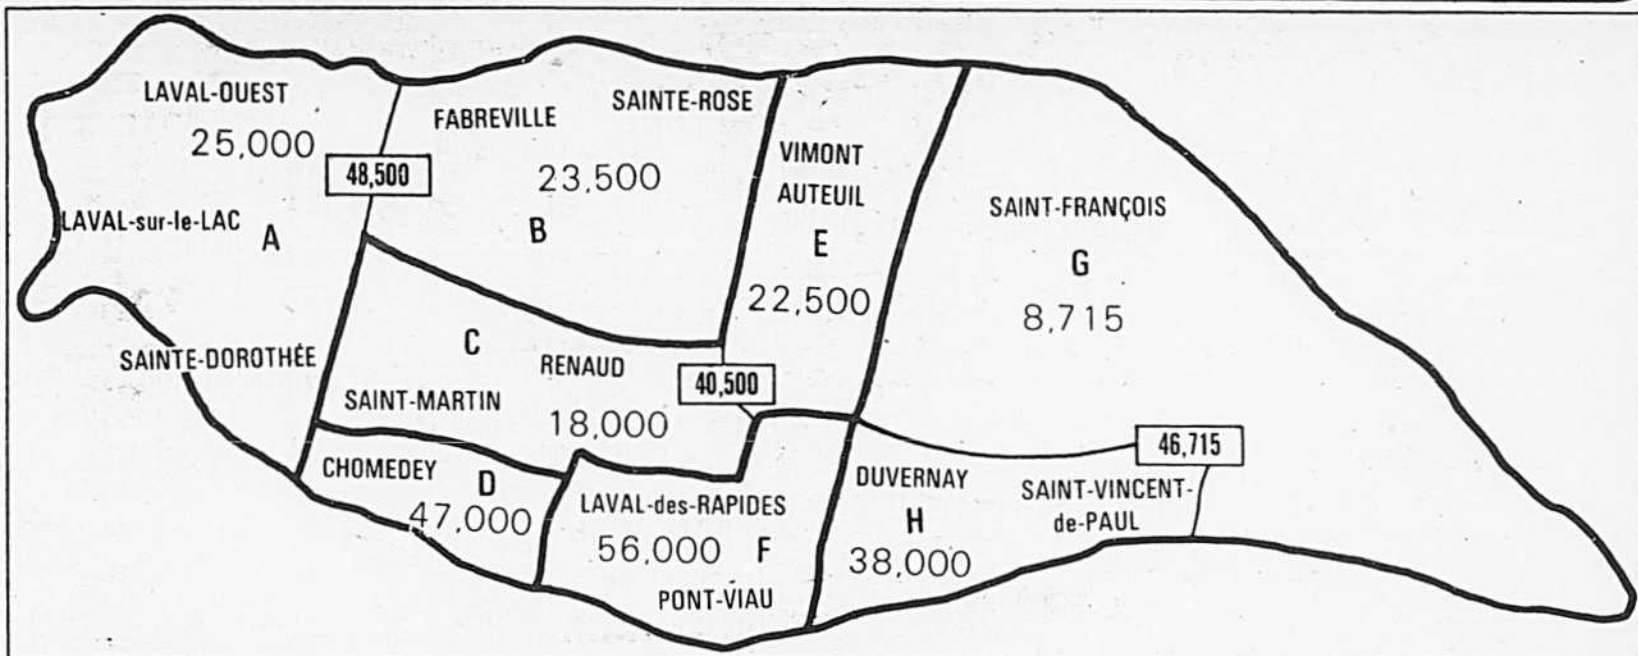 LAVAL-OUEST
25,000
LAVAL-sur-le-LAC
A
SAINTE-DOROTHÉE
48,500
FABREVILLE
SAINTE-ROSE
23,500
B
C
RENAUD
SAINT-MARTIN
18,000
40,500
CHOMEDEY
D
47,000
VIMONT
AUTEUIL
E
22,500
LAVAL-des-RAPIDES
56,000 F
PONT-VIAU
SAINT-FRANÇOIS
G
8,715
46,715
DUVERNAY
H
38,000
SAINT-VINCENT-
de-PAUL